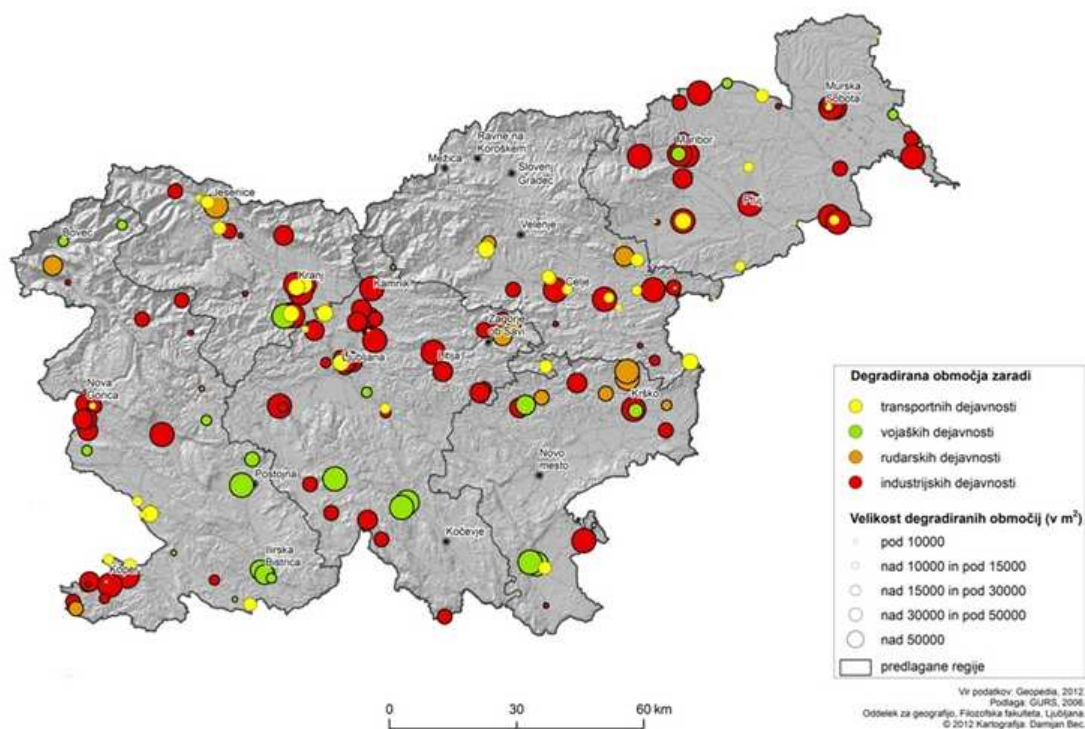 Murska
Sobota
Ravne na
Koroškem
Maribor
Mežica
Slovenj
Gradec
Jesenice
Ptuj
Bovec
Velenje
Kranj
Kamnik
Celje
Zagorje
ob Savi
Ljubljana
Litija
Nova
Gorica
Krško
Novo
mesto
Postojna
Kočevje
Ilirska
Bistrica
Koper
Degradirana območja zaradi
transportnih dejavnosti
vojaških dejavnosti
rudarskih dejavnosti
industrijskih dejavnosti
Velikost degradiranih območij (v m²)
pod 10000
nad 10000 in pod 15000
nad 15000 in pod 30000
nad 30000 in pod 50000
nad 50000
predlagane regije
Vir podatkov: Geopedia, 2012.
Podlaga: GURS, 2006.
Oddelek za geografijo, Filozofska fakulteta, Ljubljana.
© 2012 Kartografija: Damijan Bec.
0 30 60 km